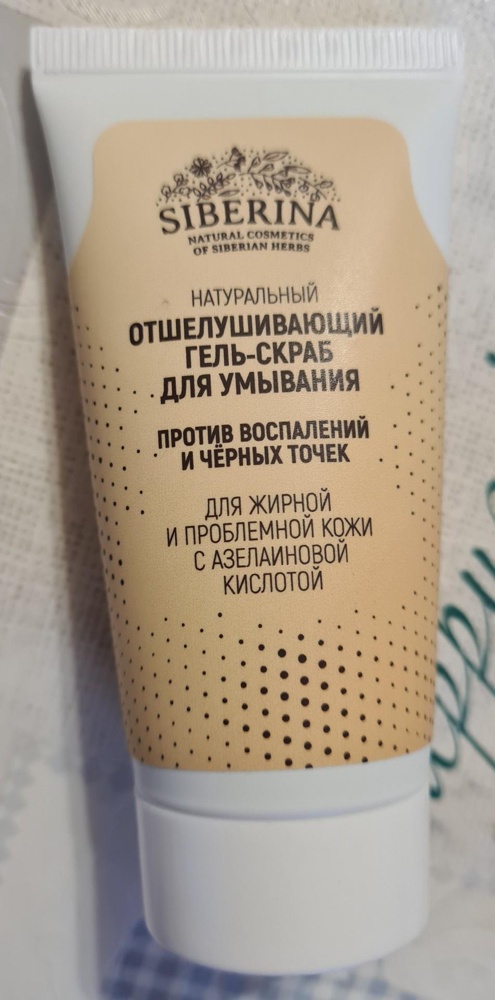 SIBERINA
NATURAL COSMETICS
OF SIBERIAN HERBS
НАТУРАЛЬНЫЙ
ОТШЕЛУШИВАЮЩИЙ
ГЕЛЬ-СКРАБ
ДЛЯ УМЫВАНИЯ
ПРОТИВ ВОСПАЛЕНИЙ
И ЧЁРНЫХ ТОЧЕК
ДЛЯ ЖИРНОЙ
И ПРОБЛЕМНОЙ КОЖИ
С АЗЕЛАИНОВОЙ
КИСЛОТОЙ